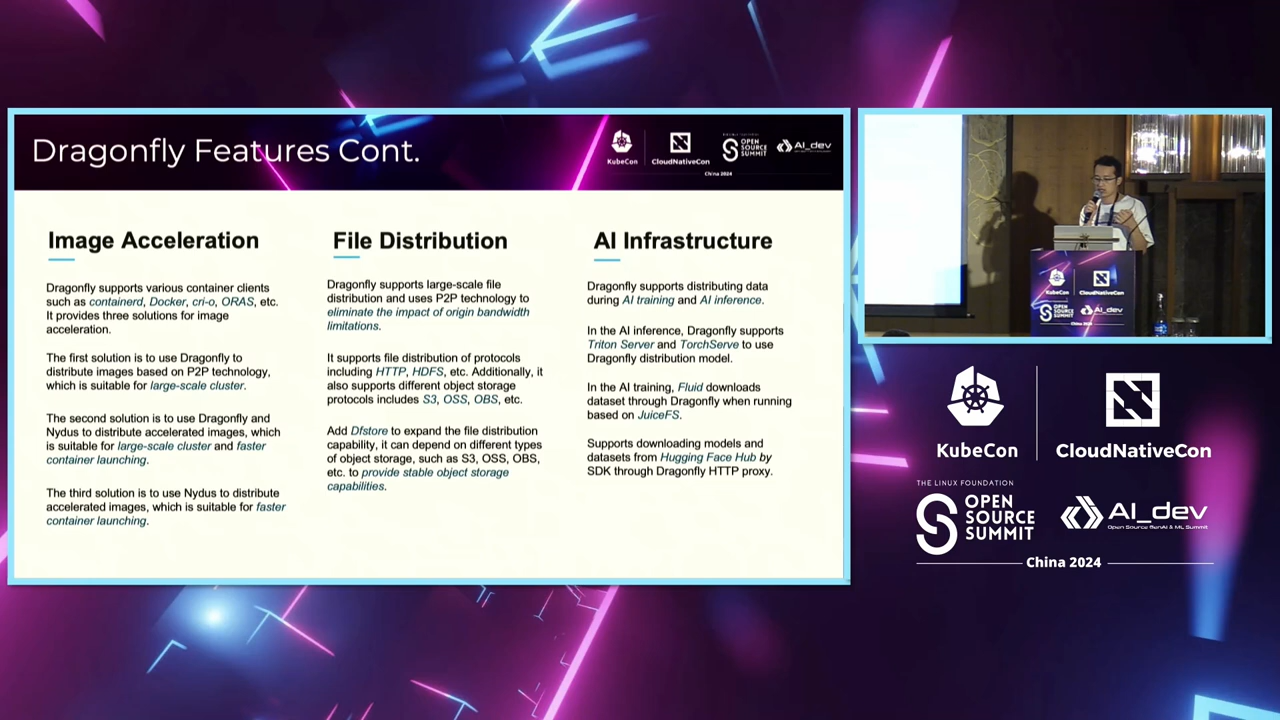 Dragonfly Features Cont.
KubeCon
CloudNativeCon
OPEN
SOURCE
SUMMIT
AI_dev
China 2024
Image Acceleration
Dragonfly supports various container clients
such as containerd, Docker, cri-o, ORAS, etc.
It provides three solutions for image
acceleration.
The first solution is to use Dragonfly to
distribute images based on P2P technology,
which is suitable for large-scale cluster.
The second solution is to use Dragonfly and
Nydus to distribute accelerated images, which
is suitable for large-scale cluster and faster
container launching.
The third solution is to use Nydus to distribute
accelerated images, which is suitable for faster
container launching.
File Distribution
Dragonfly supports large-scale file
distribution and uses P2P technology to
eliminate the impact of origin bandwidth
limitations.
It supports file distribution of protocols
including HTTP, HDFS, etc. Additionally, it
also supports different object storage
protocols includes S3, OSS, OBS, etc.
Add Dfstore to expand the file distribution
capability, it can depend on different types
of object storage, such as S3, OSS, OBS,
etc. to provide stable object storage
capabilities.
AI Infrastructure
Dragonfly supports distributing data
during AI training and AI inference.
In the AI inference, Dragonfly supports
Triton Server and TorchServe to use
Dragonfly distribution model.
In the AI training, Fluid downloads
dataset through Dragonfly when running
based on JuiceFS.
Supports downloading models and
datasets from Hugging Face Hub by
SDK through Dragonfly HTTP proxy.
KubeCon
CloudNativeCon
OPEN
SOURCE
SUMMIT
AI_dev
KubeCon
CloudNativeCon
THE LINUX FOUNDATION
OPEN
SOURCE
SUMMIT
AI_dev
Open Source GenAI & ML Summit
China 2024